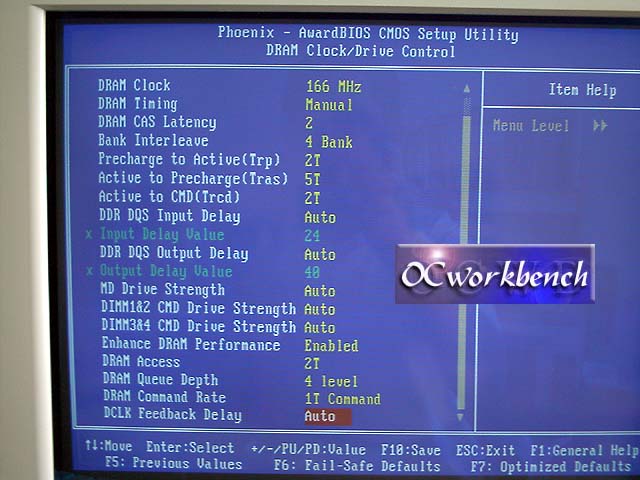 Phoenix - AwardBIOS CMOS Setup Utility
DRAM Clock/Drive Control
DRAM Clock 166 MHz
DRAM Timing Manual
DRAM CAS Latency 2
Bank Interleave 4 Bank
Precharge to Active(Trp) 2T
Active to Precharge(Tras) 5T
Active to CMD(Trcd) 2T
DDR DQS Input Delay Auto
x Input Delay Value 24
DDR DQS Output Delay Auto
x Output Delay Value 40
MD Drive Strength Auto
DIMM1&2 CMD Drive Strength Auto
DIMM3&4 CMD Drive Strength Auto
Enhance DRAM Performance Enabled
DRAM Access 2T
DRAM Queue Depth 4 level
DRAM Command Rate 1T Command
DCLK Feedback Delay Auto
Item Help
Menu Level
OCworkbench
↑↓:Move Enter:Select +/-/PU/PD:Value F10:Save ESC:Exit F1:General Help
F5: Previous Values F6: Fail-Safe Defaults F7: Optimized Defaults